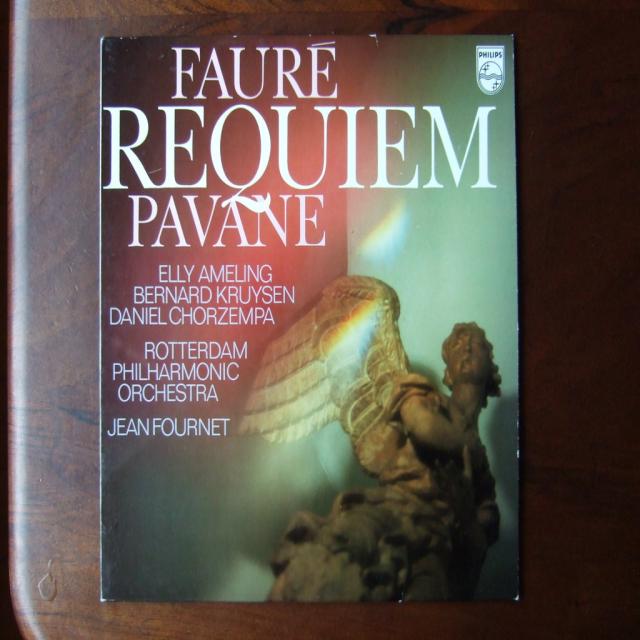 FAURÉ
REQUIEM
PAVANE
PHILIPS
ELLY AMELING
BERNARD KRUYSEN
DANIEL CHORZEMPA
ROTTERDAM
PHILHARMONIC
ORCHESTRA
JEAN FOURNET